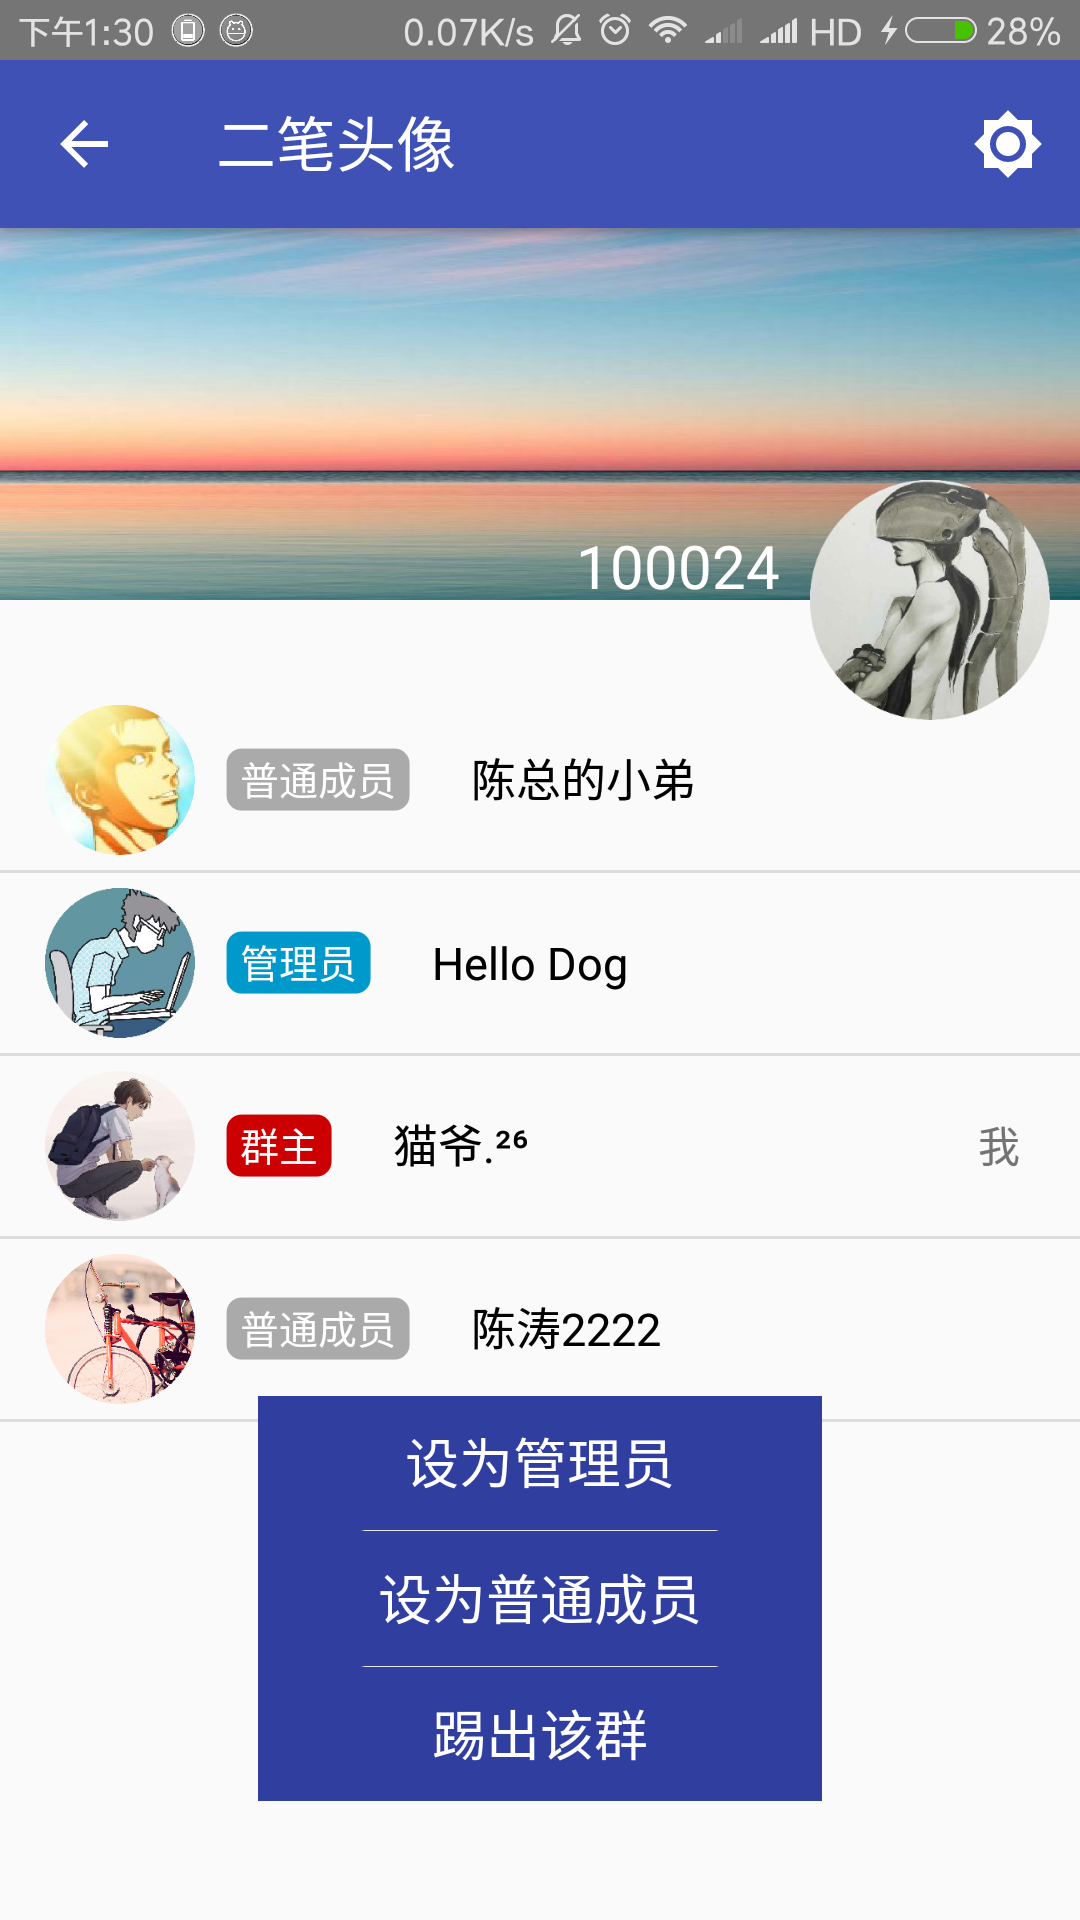 下午1:30 0.07K/s HD 28%
二笔头像
100024
普通成员 陈总的小弟
管理员 Hello Dog
群主 猫爷.²⁶ 我
普通成员 陈涛2222
设为管理员
设为普通成员
踢出该群